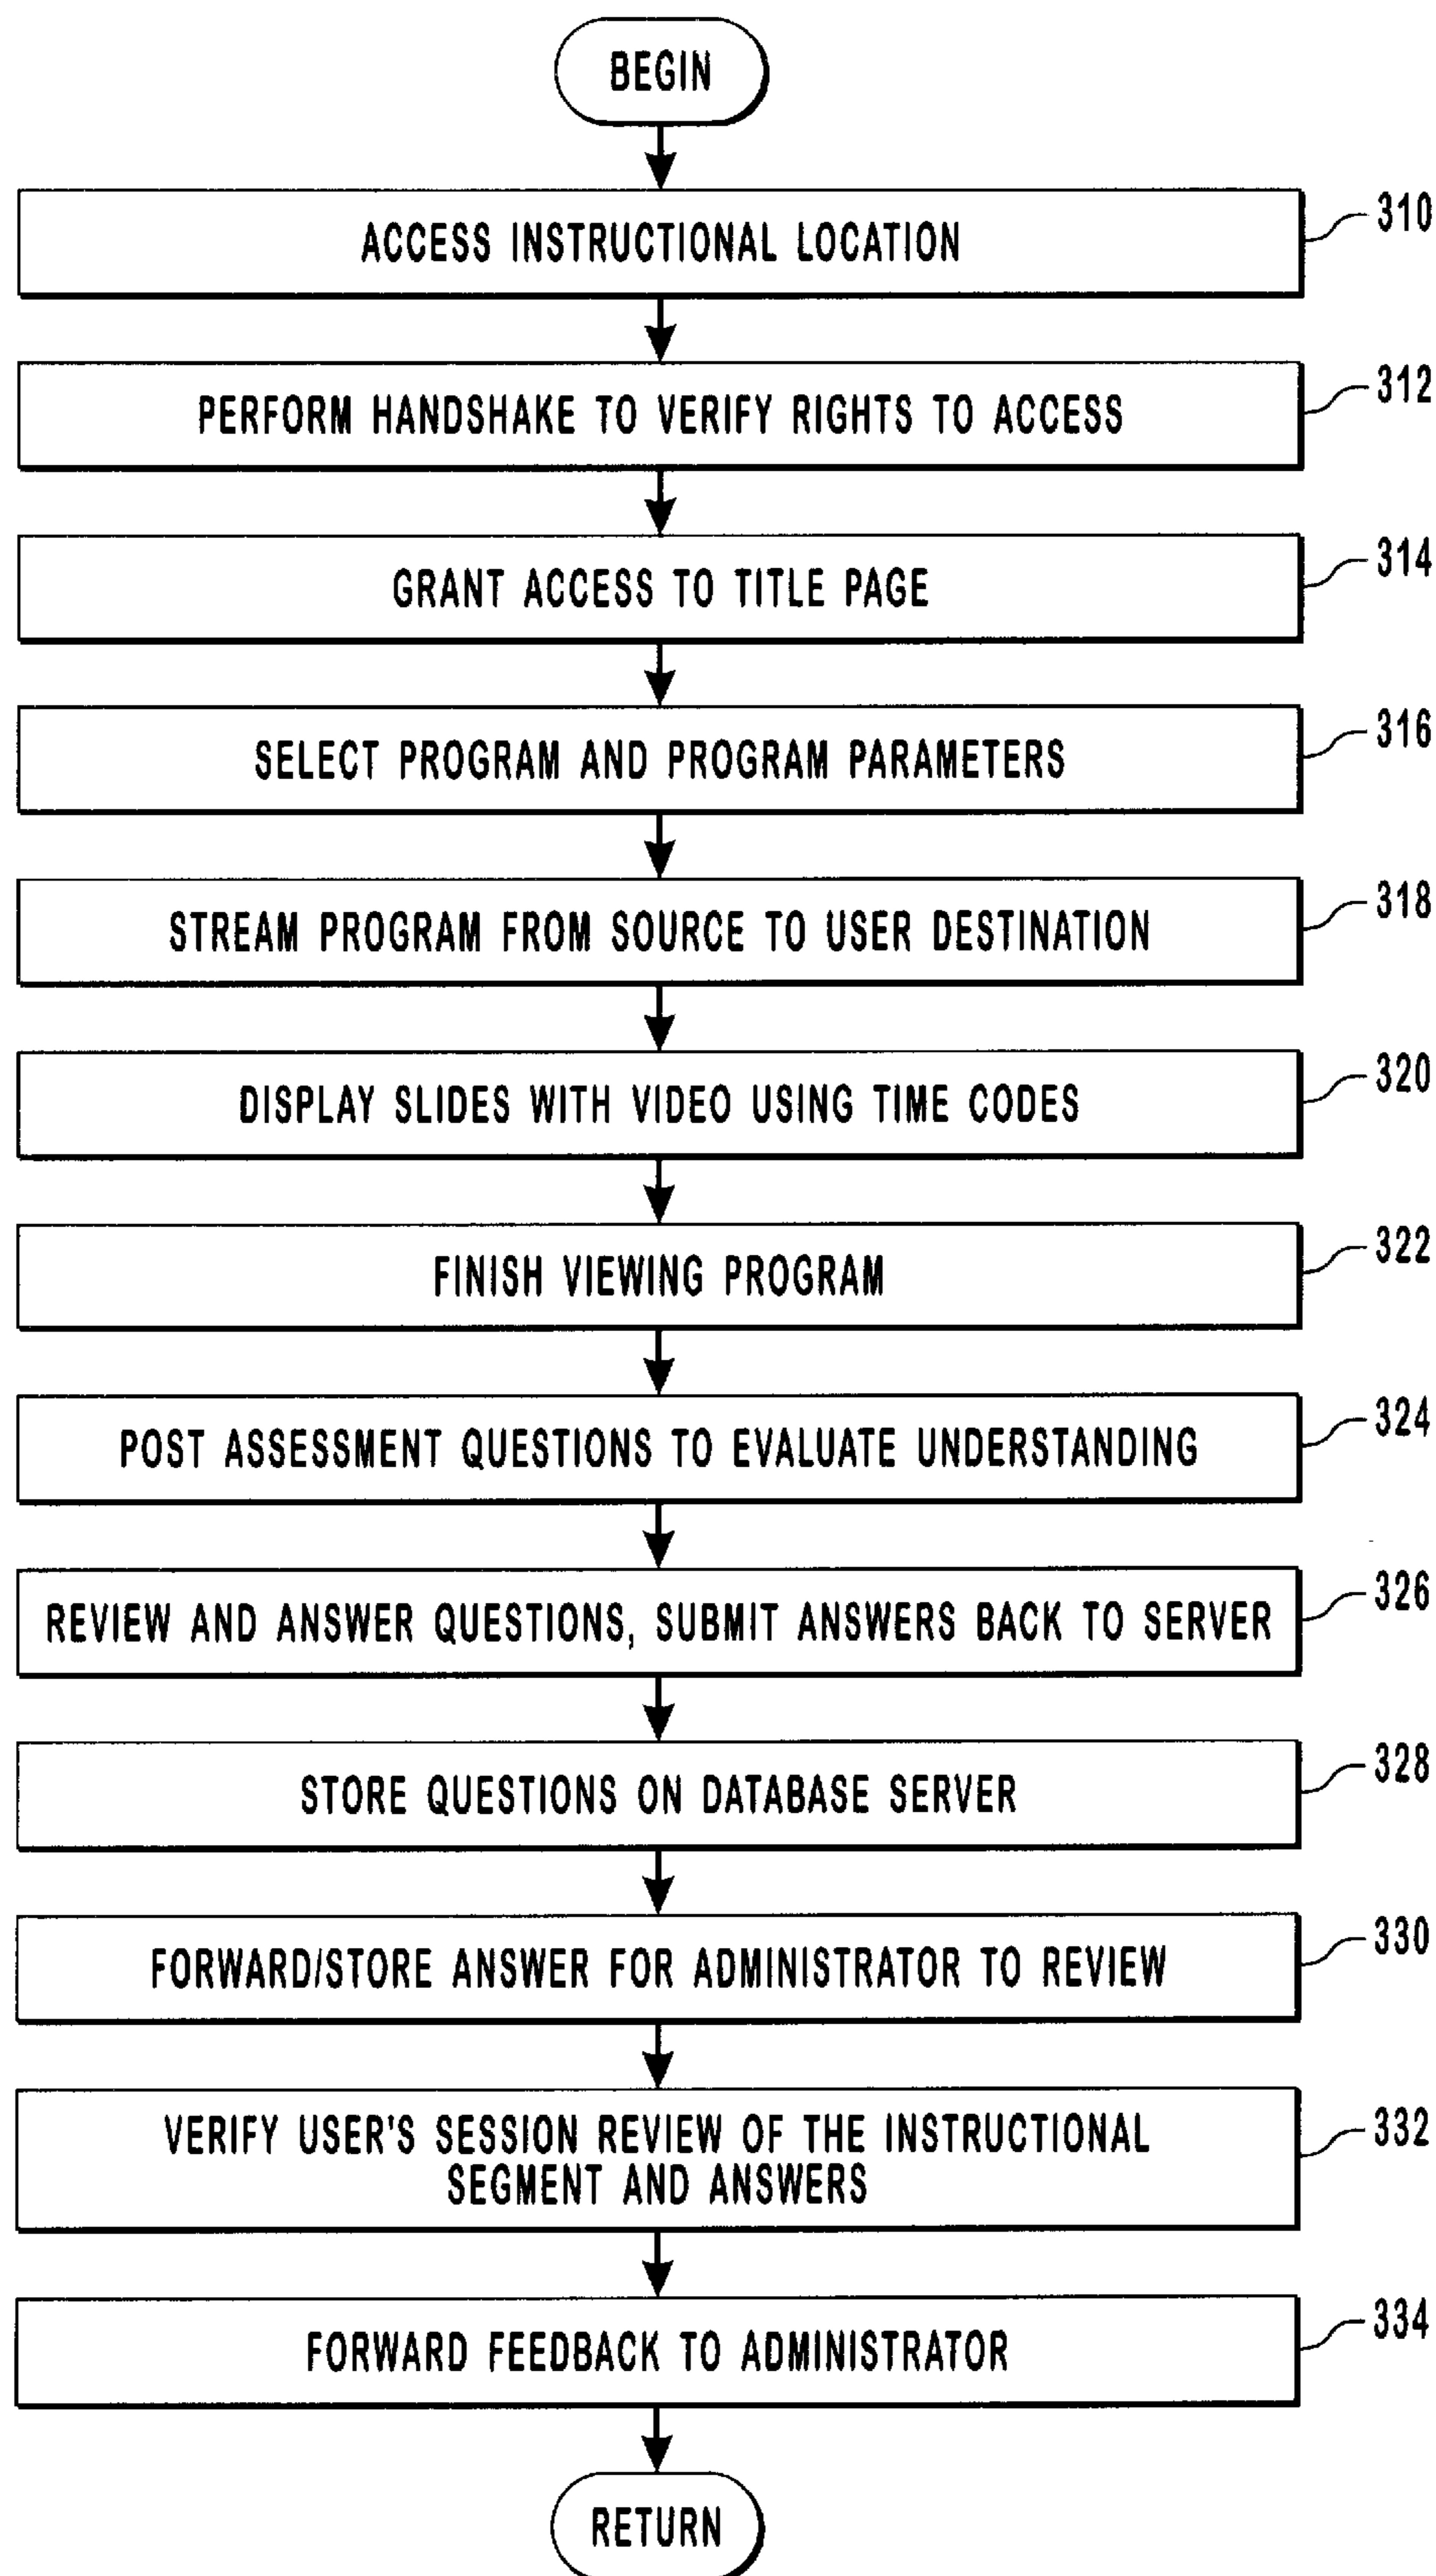 BEGIN
ACCESS INSTRUCTIONAL LOCATION
310
PERFORM HANDSHAKE TO VERIFY RIGHTS TO ACCESS
312
GRANT ACCESS TO TITLE PAGE
314
SELECT PROGRAM AND PROGRAM PARAMETERS
316
STREAM PROGRAM FROM SOURCE TO USER DESTINATION
318
DISPLAY SLIDES WITH VIDEO USING TIME CODES
320
FINISH VIEWING PROGRAM
322
POST ASSESSMENT QUESTIONS TO EVALUATE UNDERSTANDING
324
REVIEW AND ANSWER QUESTIONS, SUBMIT ANSWERS BACK TO SERVER
326
STORE QUESTIONS ON DATABASE SERVER
328
FORWARD/STORE ANSWER FOR ADMINISTRATOR TO REVIEW
330
VERIFY USER'S SESSION REVIEW OF THE INSTRUCTIONAL
SEGMENT AND ANSWERS
332
FORWARD FEEDBACK TO ADMINISTRATOR
334
RETURN